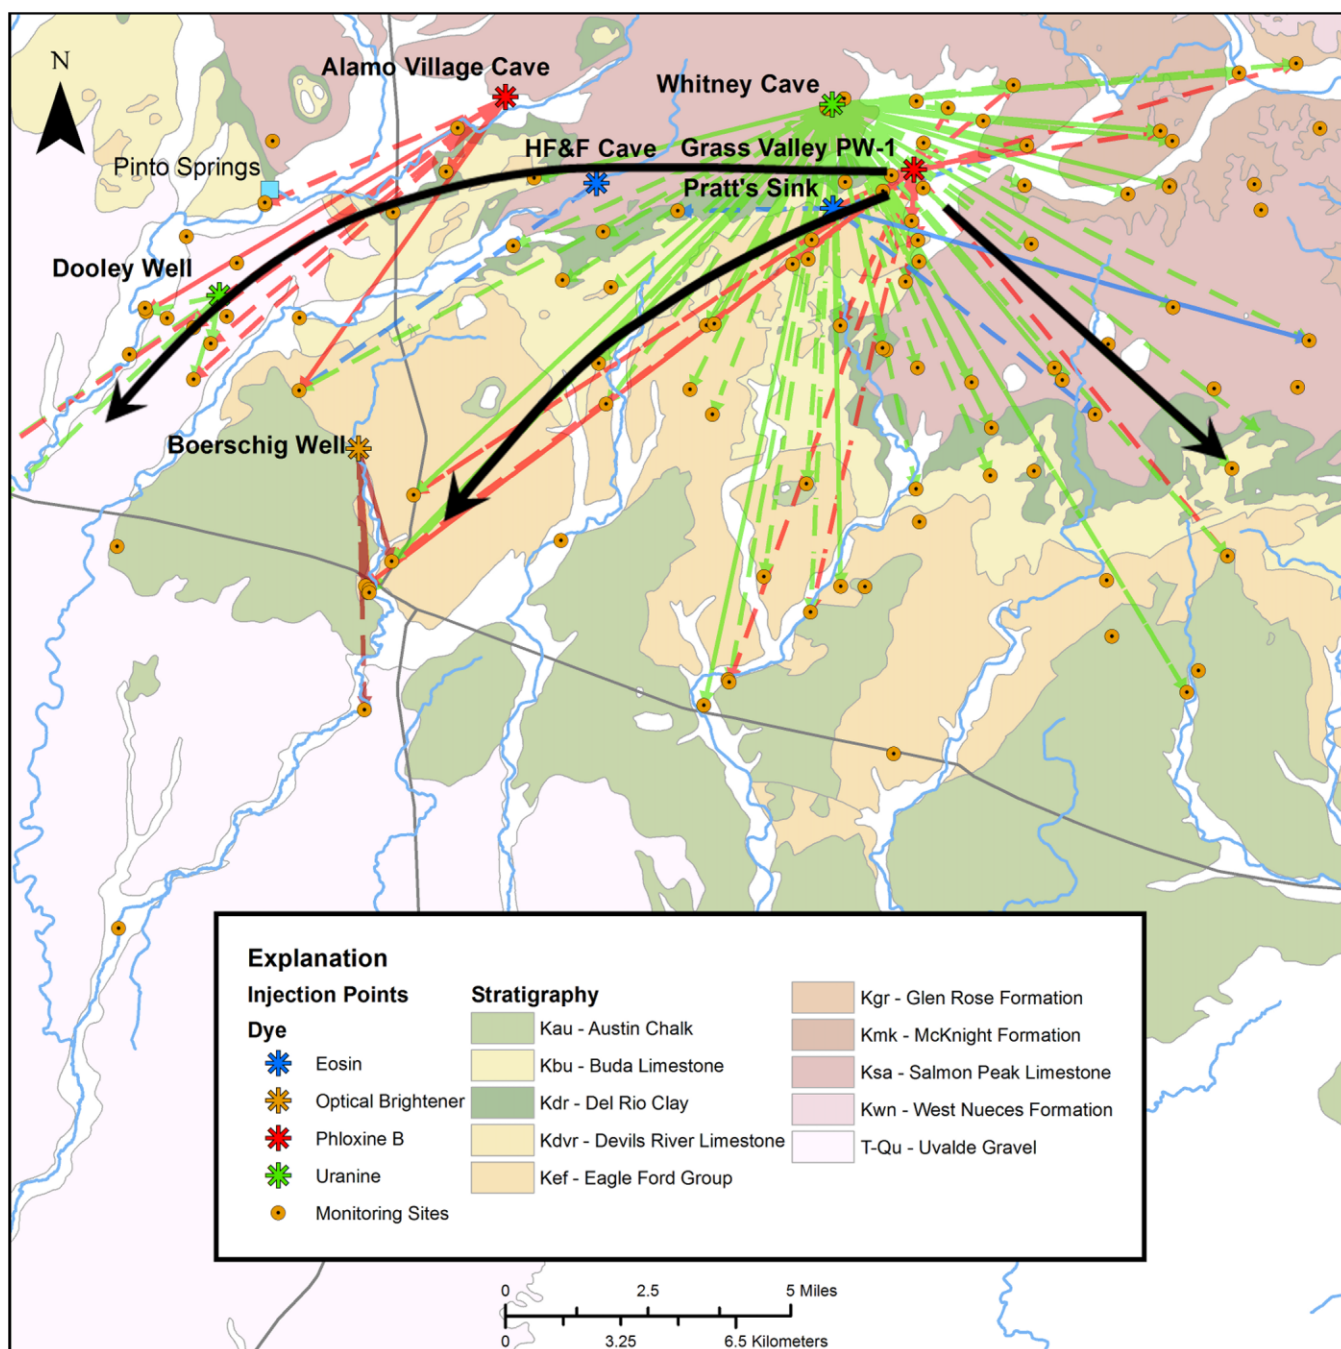 N
Alamo Village Cave
Whitney Cave
HF&F Cave
Grass Valley PW-1
Pinto Springs
Pratt's Sink
Dooley Well
Boerschig Well
Explanation
Injection Points
Dye
Eosin
Optical Brightener
Phloxine B
Uranine
Monitoring Sites
Stratigraphy
Kau - Austin Chalk
Kbu - Buda Limestone
Kdr - Del Rio Clay
Kdvr - Devils River Limestone
Kef - Eagle Ford Group
Kgr - Glen Rose Formation
Kmk - McKnight Formation
Ksa - Salmon Peak Limestone
Kwn - West Nueces Formation
T-Qu - Uvalde Gravel
0 2.5 5 Miles
0 3.25 6.5 Kilometers